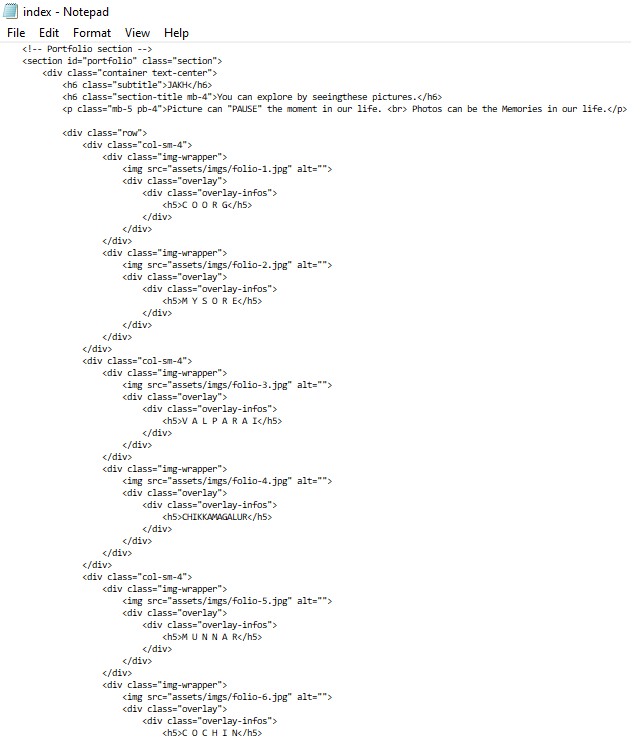 index - Notepad
File Edit Format View Help
<!-- Portfolio section -->
<section id="portfolio" class="section">
<div class="container text-center">
<h6 class="subtitle">JAKH</h6>
<h6 class="section-title mb-4">You can explore by seeingthese pictures.</h6>
<p class="mb-5 pb-4">Picture can "PAUSE" the moment in our life. <br> Photos can be the Memories in our life.</p>
<div class="row">
<div class="col-sm-4">
<div class="img-wrapper">
<img src="assets/imgs/folio-1.jpg" alt="">
<div class="overlay">
<div class="overlay-infos">
<h5>C O O R G</h5>
</div>
</div>
</div>
<div class="img-wrapper">
<img src="assets/imgs/folio-2.jpg" alt="">
<div class="overlay">
<div class="overlay-infos">
<h5>M Y S O R E</h5>
</div>
</div>
</div>
</div>
<div class="col-sm-4">
<div class="img-wrapper">
<img src="assets/imgs/folio-3.jpg" alt="">
<div class="overlay">
<div class="overlay-infos">
<h5>V A L P A R A I</h5>
</div>
</div>
</div>
<div class="img-wrapper">
<img src="assets/imgs/folio-4.jpg" alt="">
<div class="overlay">
<div class="overlay-infos">
<h5>CHIKKAMAGALUR</h5>
</div>
</div>
</div>
</div>
<div class="col-sm-4">
<div class="img-wrapper">
<img src="assets/imgs/folio-5.jpg" alt="">
<div class="overlay">
<div class="overlay-infos">
<h5>M U N N A R</h5>
</div>
</div>
</div>
<div class="img-wrapper">
<img src="assets/imgs/folio-6.jpg" alt="">
<div class="overlay">
<div class="overlay-infos">
<h5>C O C H I N</h5>